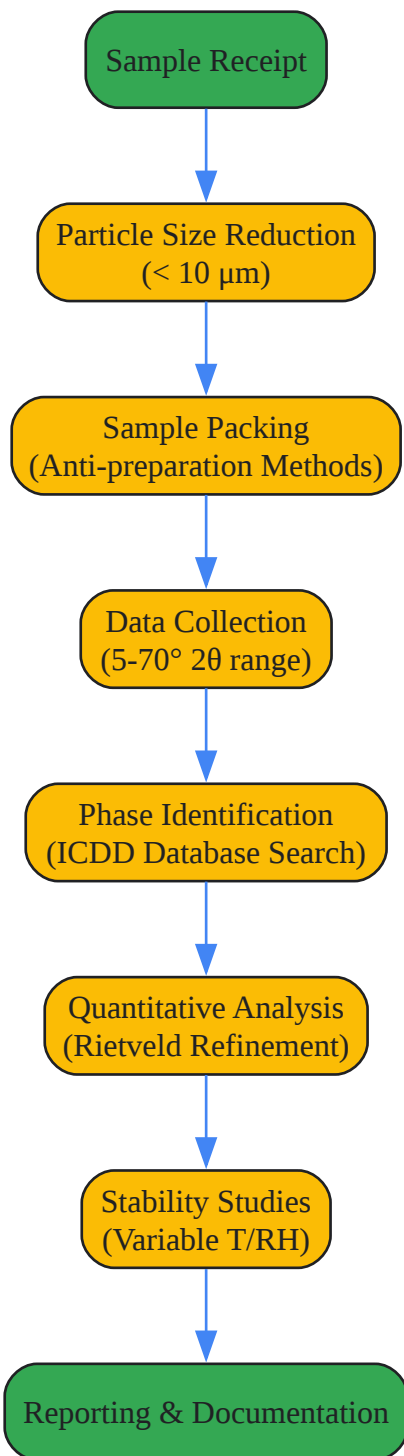 Sample Receipt
Particle Size Reduction
(< 10 μm)
Sample Packing
(Anti-preparation Methods)
Data Collection
(5-70° 2θ range)
Phase Identification
(ICDD Database Search)
Quantitative Analysis
(Rietveld Refinement)
Stability Studies
(Variable T/RH)
Reporting & Documentation